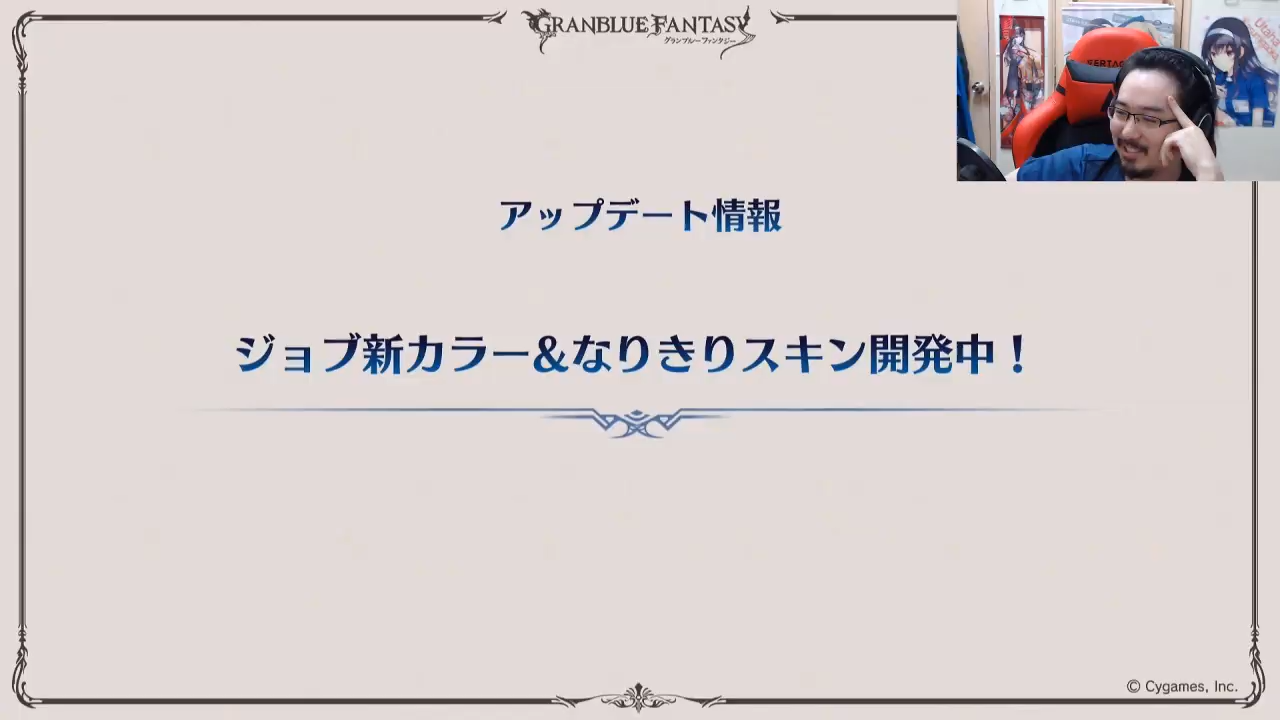 GRANBLUE FANTASY
グランブルーファンタジー
アップデート情報
ジョブ新カラー&なりきりスキン開発中！
© Cygames, Inc.